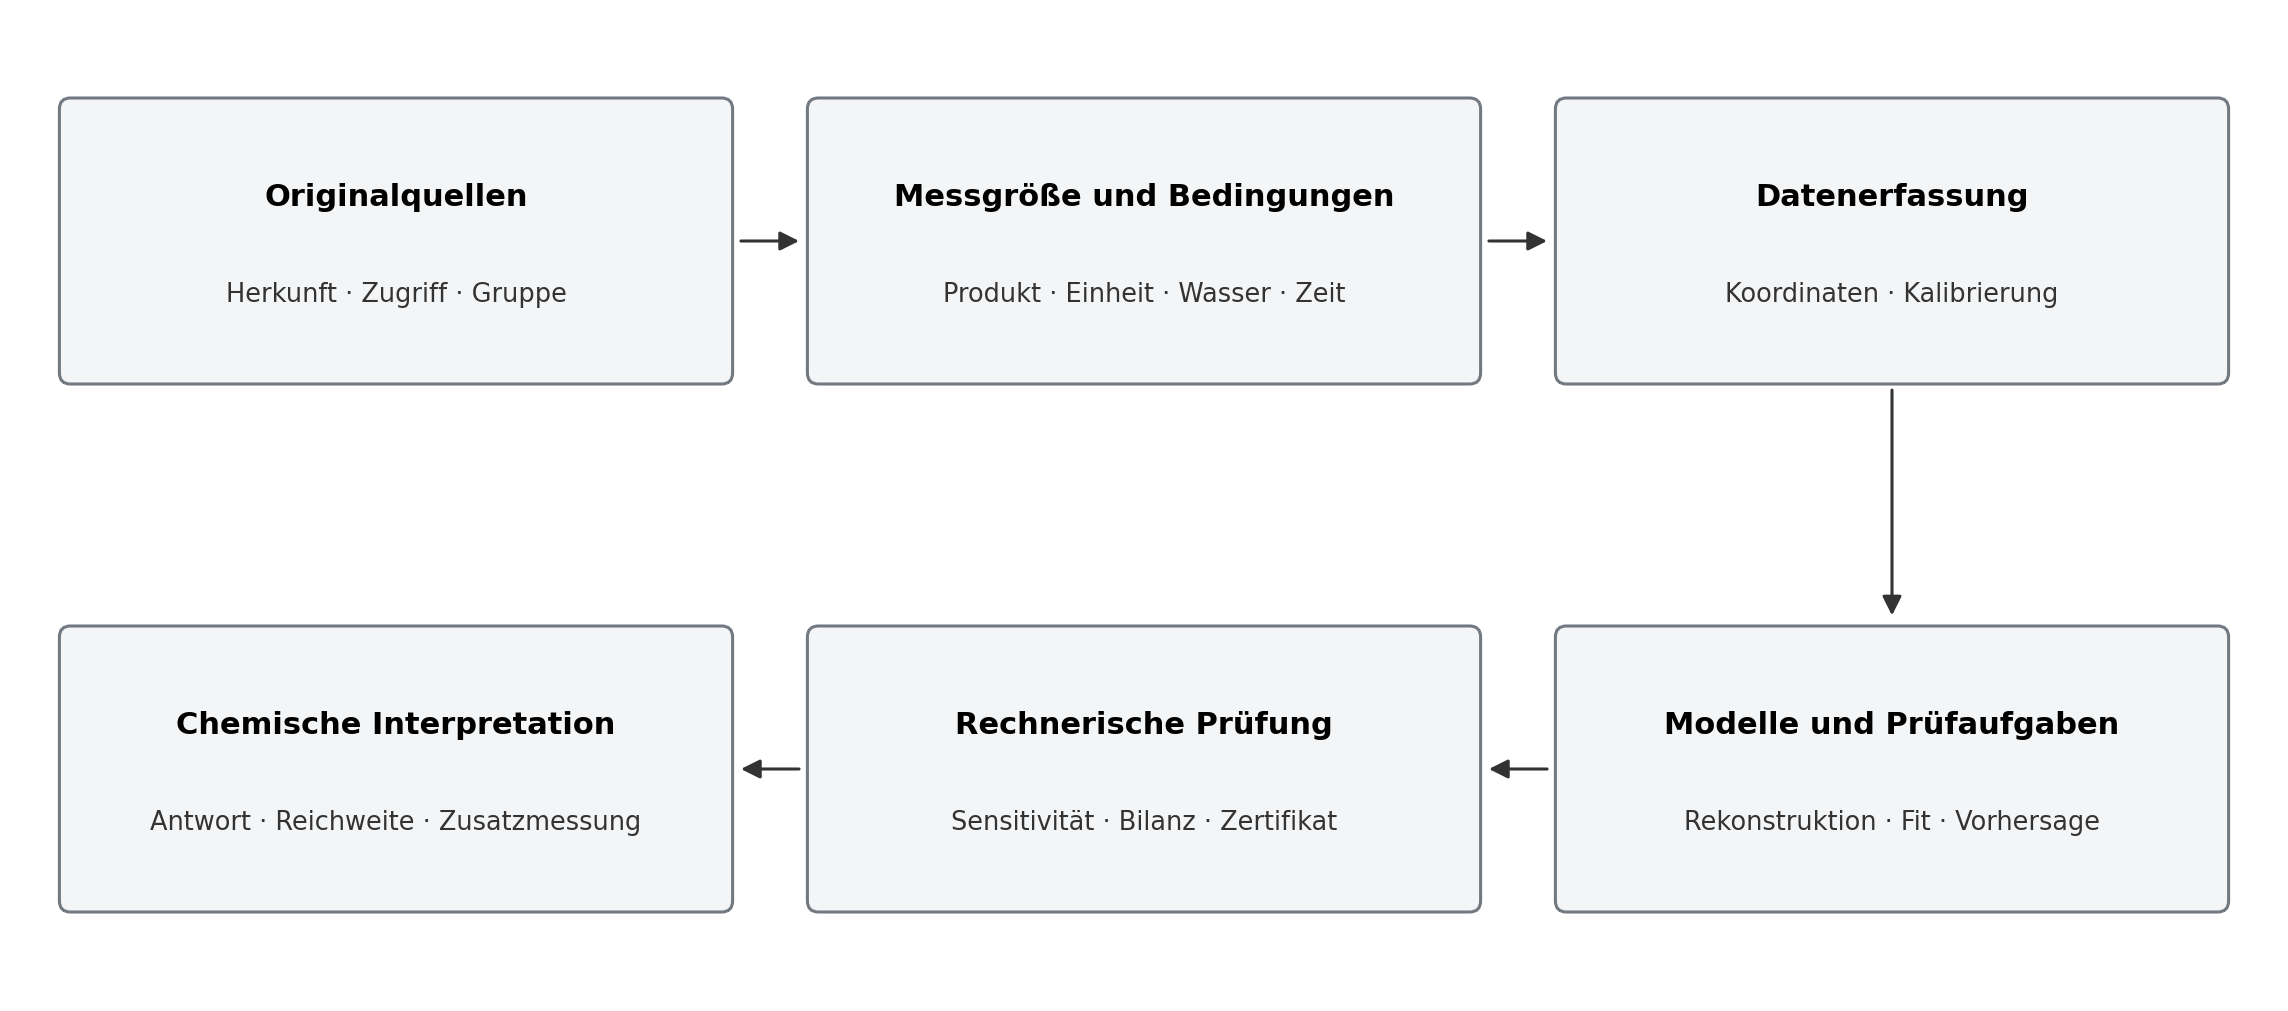 Originalquellen
Herkunft · Zugriff · Gruppe
Messgröße und Bedingungen
Produkt · Einheit · Wasser · Zeit
Datenerfassung
Koordinaten · Kalibrierung
Modelle und Prüfaufgaben
Rekonstruktion · Fit · Vorhersage
Rechnerische Prüfung
Sensitivität · Bilanz · Zertifikat
Chemische Interpretation
Antwort · Reichweite · Zusatzmessung